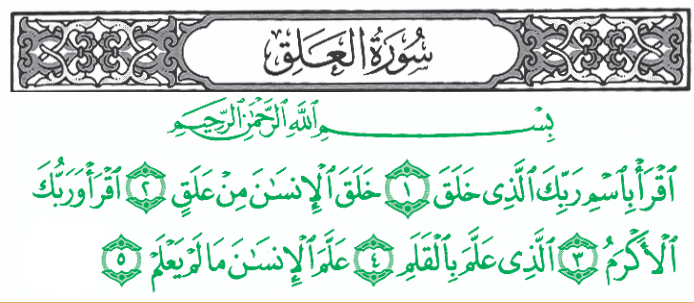 سُورَةُ الْعَلَقِ
بِسْمِ ٱللَّهِ ٱلرَّحْمَٰنِ ٱلرَّحِيمِ
ٱقْرَأْ بِٱسْمِ رَبِّكَ ٱلَّذِى خَلَقَ ١ خَلَقَ ٱلْإِنسَٰنَ مِنْ عَلَقٍ ٢ ٱقْرَأْ وَرَبُّكَ
ٱلْأَكْرَمُ ٣ ٱلَّذِى عَلَّمَ بِٱلْقَلَمِ ٤ عَلَّمَ ٱلْإِنسَٰنَ مَا لَمْ يَعْلَمْ ٥